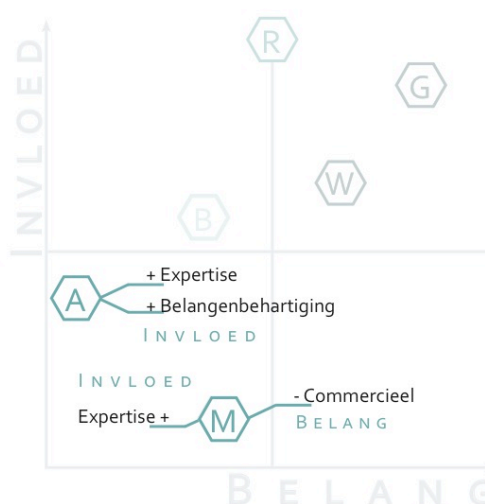 R
G
INVLOED
W
B
A
+ Expertise
+ Belangenbehartiging
INVLOED
INVLOED
Expertise +
M
- Commercieel
BELANG
BELANG